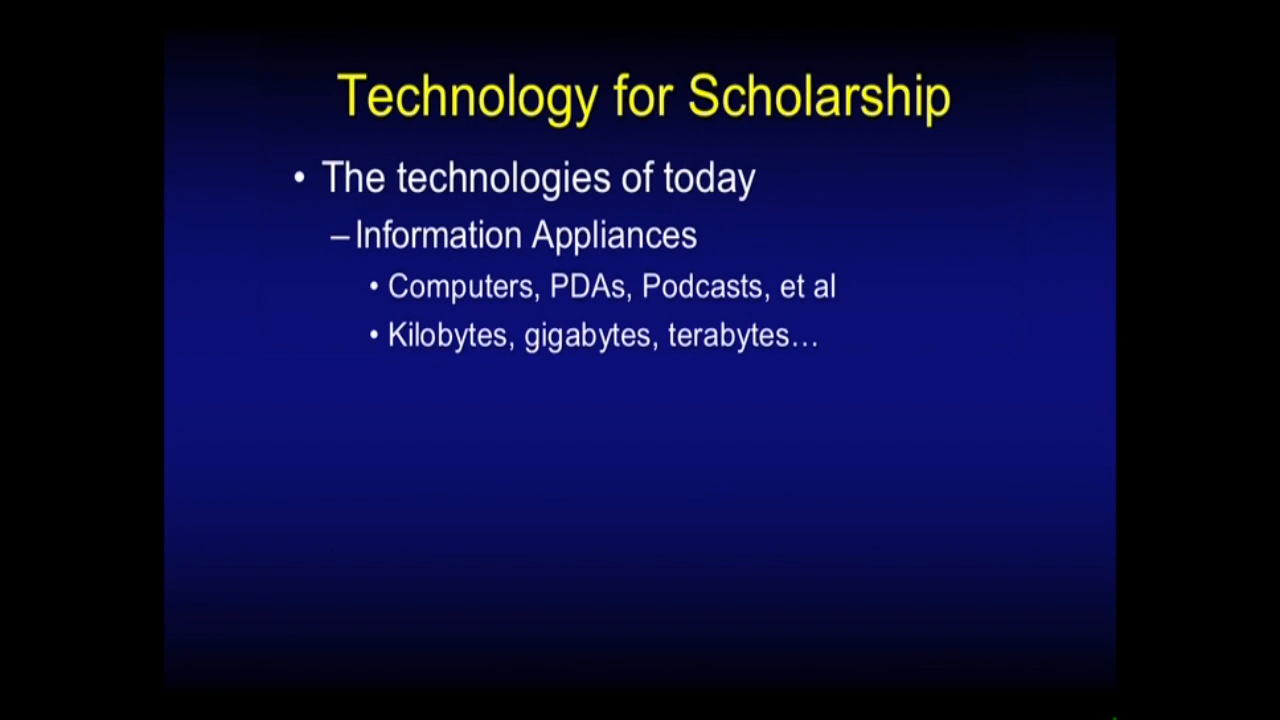 Technology for Scholarship
• The technologies of today
–Information Appliances
• Computers, PDAs, Podcasts, et al
• Kilobytes, gigabytes, terabytes…